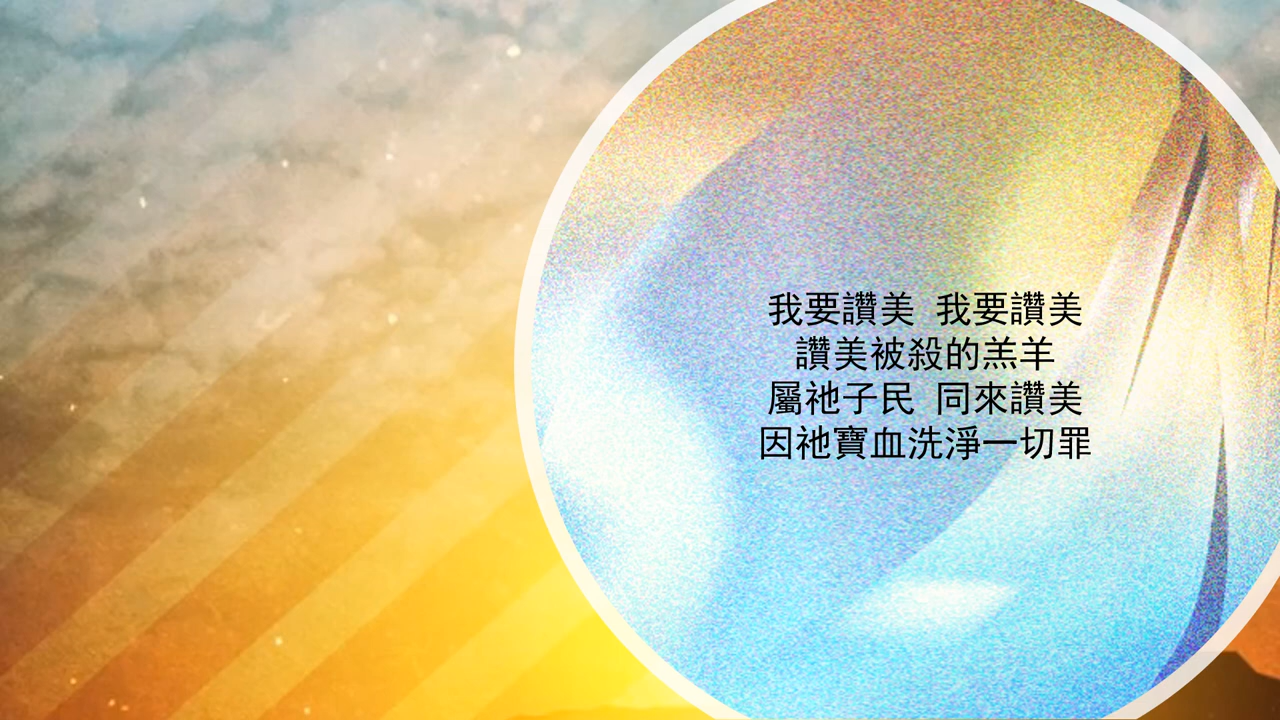 我要讚美 我要讚美
讚美被殺的羔羊
屬祂子民 同來讚美
因祂寶血洗淨一切罪